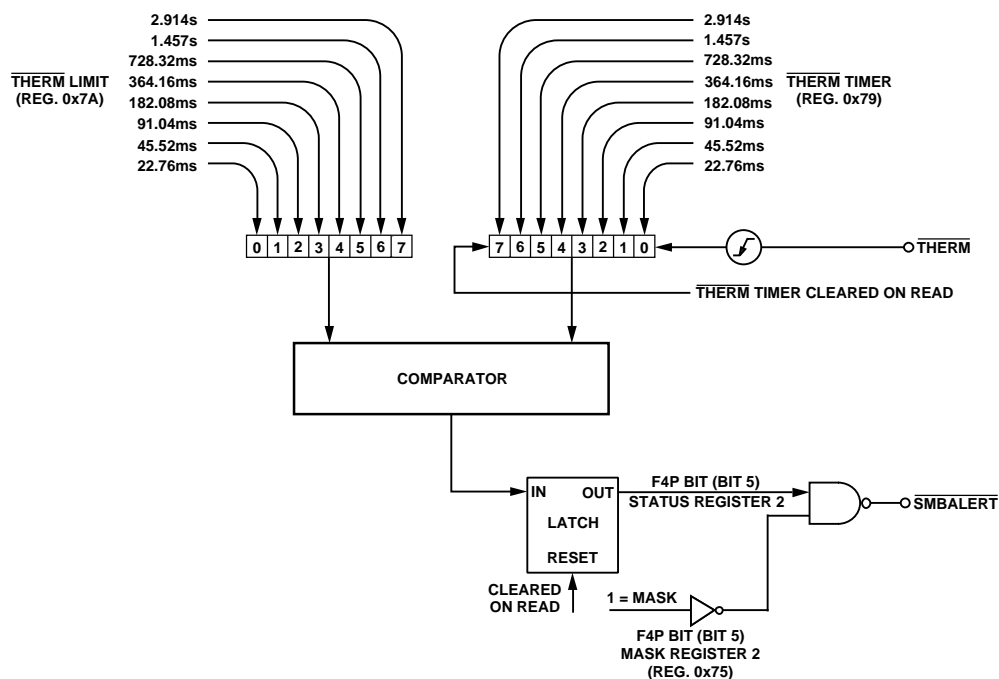 2.914s
1.457s
728.32ms
364.16ms
182.08ms
91.04ms
45.52ms
22.76ms
THERM LIMIT
(REG. 0x7A)
2.914s
1.457s
728.32ms
364.16ms
182.08ms
91.04ms
45.52ms
22.76ms
THERM TIMER
(REG. 0x79)
0 1 2 3 4 5 6 7
7 6 5 4 3 2 1 0
THERM
THERM TIMER CLEARED ON READ
COMPARATOR
IN OUT
LATCH
RESET
F4P BIT (BIT 5)
STATUS REGISTER 2
SMBALERT
CLEARED
ON READ
1 = MASK
F4P BIT (BIT 5)
MASK REGISTER 2
(REG. 0x75)